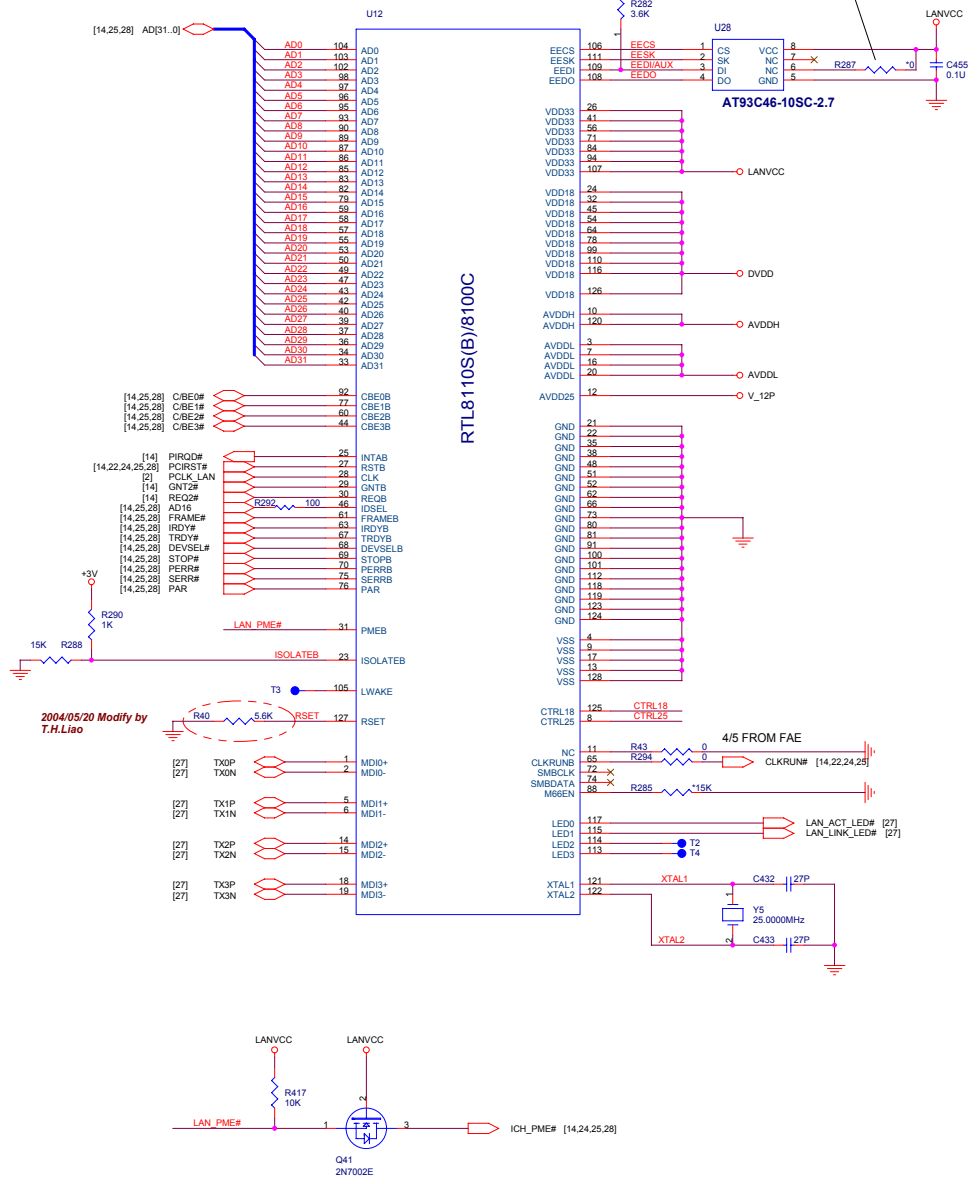 R282
3.6K
1
LANVCC
U12
U28
[14,25,28] AD[31..0]
AD0 104 AD0
AD1 103 AD1
AD2 102 AD2
AD3 98 AD3
AD4 97 AD4
AD5 96 AD5
AD6 95 AD6
AD7 93 AD7
AD8 90 AD8
AD9 89 AD9
AD10 87 AD10
AD11 86 AD11
AD12 85 AD12
AD13 83 AD13
AD14 82 AD14
AD15 79 AD15
AD16 59 AD16
AD17 58 AD17
AD18 57 AD18
AD19 55 AD19
AD20 53 AD20
AD21 50 AD21
AD22 49 AD22
AD23 47 AD23
AD24 43 AD24
AD25 42 AD25
AD26 40 AD26
AD27 39 AD27
AD28 37 AD28
AD29 36 AD29
AD30 34 AD30
AD31 33 AD31
[14,25,28] C/BE0# 92 CBE0B
[14,25,28] C/BE1# 77 CBE1B
[14,25,28] C/BE2# 60 CBE2B
[14,25,28] C/BE3# 44 CBE3B
[14] PIRQD# 25 INTAB
[14,22,24,25,28] PCIRST# 27 RSTB
[2] PCLK_LAN 28 CLK
[14] GNT2# 29 GNTB
[14] REQ2# 30 REQB
[14,25,28] AD16 R292 100 46 IDSEL
[14,25,28] FRAME# 61 FRAMEB
[14,25,28] IRDY# 63 IRDYB
[14,25,28] TRDY# 67 TRDYB
[14,25,28] DEVSEL# 68 DEVSELB
[14,25,28] STOP# 69 STOPB
[14,25,28] PERR# 70 PERRB
[14,25,28] SERR# 75 SERRB
[14,25,28] PAR 76 PAR
+3V
R290
1K
LAN_PME# 31 PMEB
15K R288
ISOLATEB 23 ISOLATEB
T3 105 LWAKE
2004/05/20 Modify by
T.H.Liao
R40 5.6K RSET 127 RSET
[27] TX0P 1 MDI0+
[27] TX0N 2 MDI0-
[27] TX1P 5 MDI1+
[27] TX1N 6 MDI1-
[27] TX2P 14 MDI2+
[27] TX2N 15 MDI2-
[27] TX3P 18 MDI3+
[27] TX3N 19 MDI3-
RTL8110S(B)/8100C
EECS 106 EECS 1 CS VCC 8
EESK 111 EESK 2 SK NC 7
EEDI 109 EEDI/AUX 3 DI NC 6 R287 *0
EEDO 108 EEDO 4 DO GND 5
C455
0.1U
AT93C46-10SC-2.7
VDD33 26
VDD33 41
VDD33 56
VDD33 71
VDD33 84
VDD33 94
VDD33 107 LANVCC
VDD18 24
VDD18 32
VDD18 45
VDD18 54
VDD18 64
VDD18 78
VDD18 99
VDD18 110
VDD18 116 DVDD
VDD18 126
AVDDH 10
AVDDH 120 AVDDH
AVDDL 3
AVDDL 7
AVDDL 16
AVDDL 20 AVDDL
AVDD25 12 V_12P
GND 21
GND 22
GND 35
GND 38
GND 48
GND 51
GND 52
GND 62
GND 66
GND 73
GND 80
GND 81
GND 91
GND 100
GND 101
GND 112
GND 118
GND 119
GND 123
GND 124
VSS 4
VSS 9
VSS 17
VSS 13
VSS 128
CTRL18 125 CTRL18
CTRL25 8 CTRL25
4/5 FROM FAE
NC 11 R43 0
CLKRUNB 65 R294 0 CLKRUN# [14,22,24,25]
SMBCLK 72
SMBDATA 74
M66EN 88 R285 *15K
LED0 117 LAN_ACT_LED# [27]
LED1 115 LAN_LINK_LED# [27]
LED2 114 T2
LED3 113 T4
XTAL1 121 XTAL1 C432 27P
XTAL2 122
1
Y5
25.0000MHz
2
XTAL2 C433 27P
LANVCC LANVCC
R417
10K
2
LAN_PME# 1 3 ICH_PME# [14,24,25,28]
Q41
2N7002E